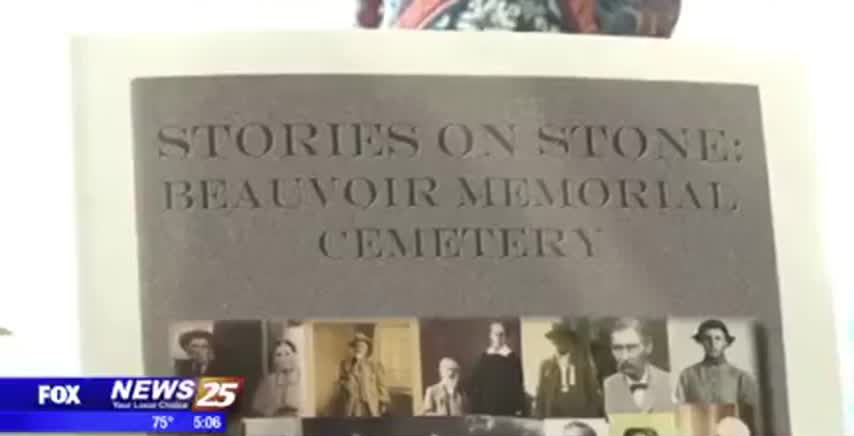 STORIES ON STONE:
BEAUVOIR MEMORIAL
CEMETERY
FOX NEWS 25
Your Local Choice
75° 5:06